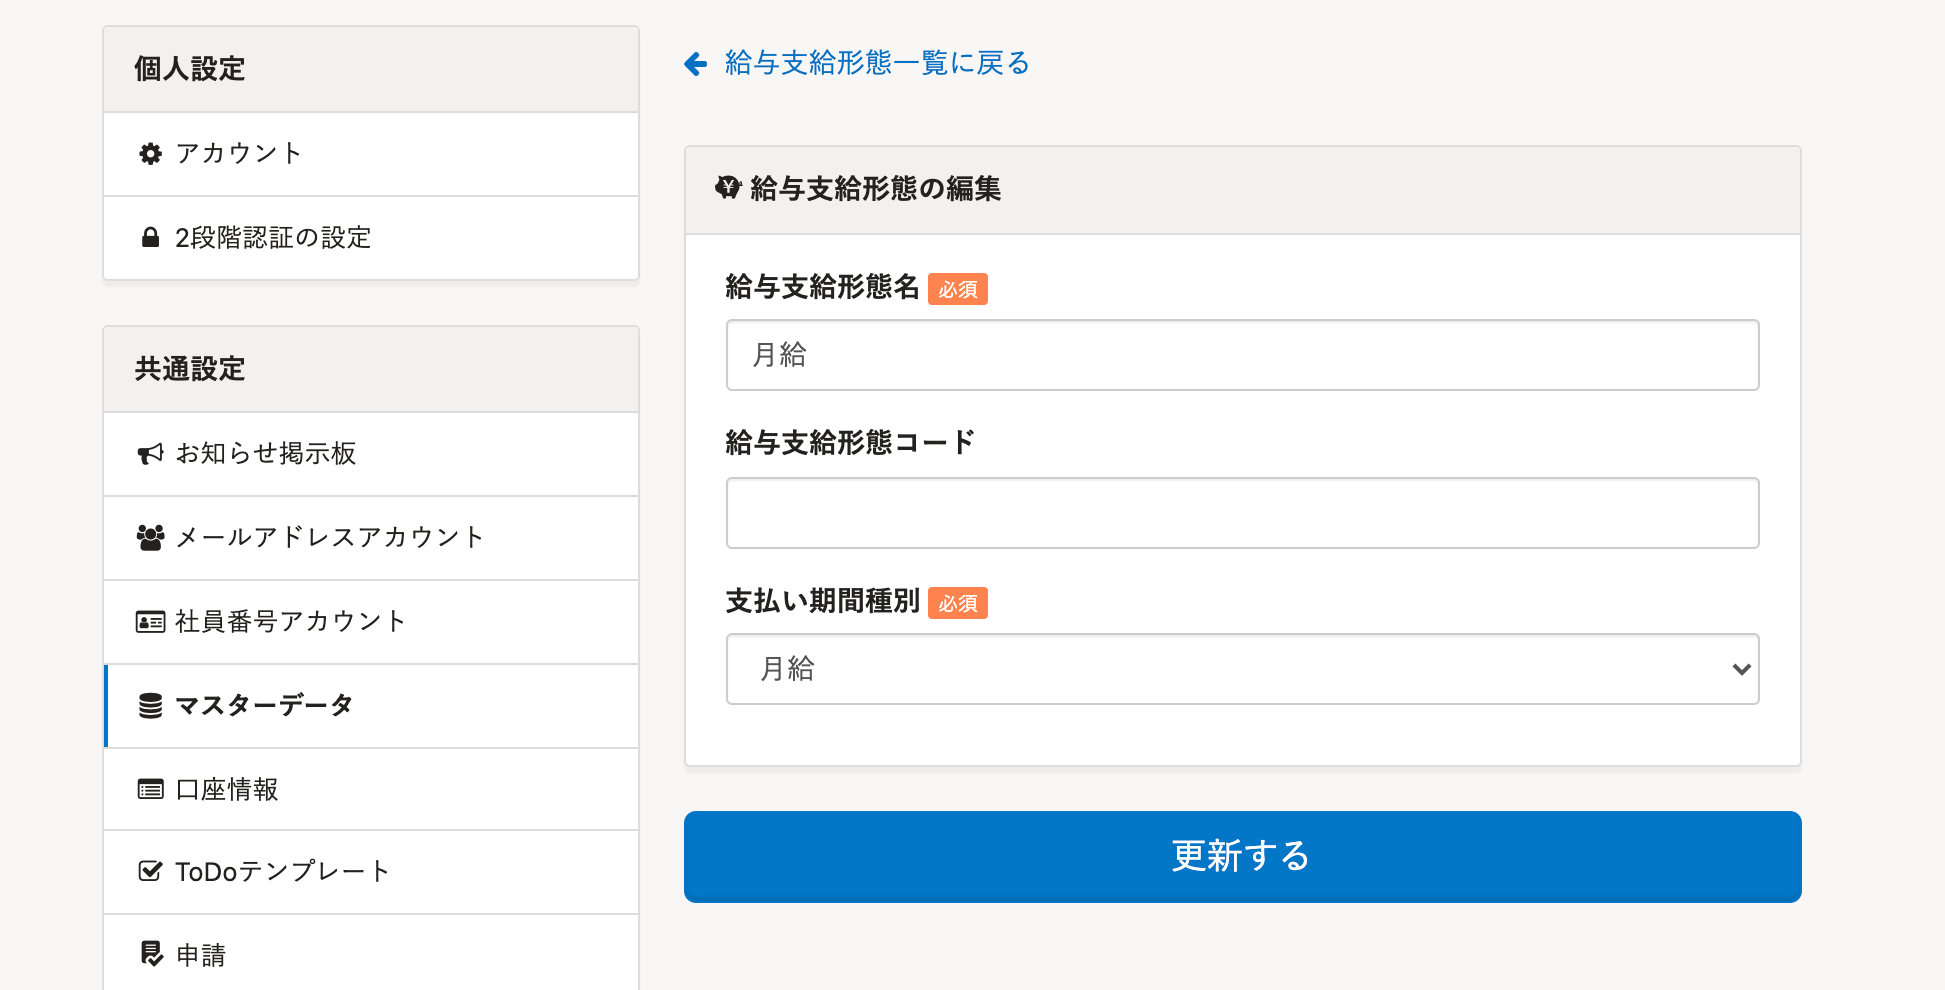 個人設定
アカウント
2段階認証の設定
共通設定
お知らせ掲示板
メールアドレスアカウント
社員番号アカウント
マスターデータ
口座情報
ToDoテンプレート
申請
給与支給形態一覧に戻る
給与支給形態の編集
給与支給形態名 必須
月給
給与支給形態コード
支払い期間種別 必須
月給
更新する